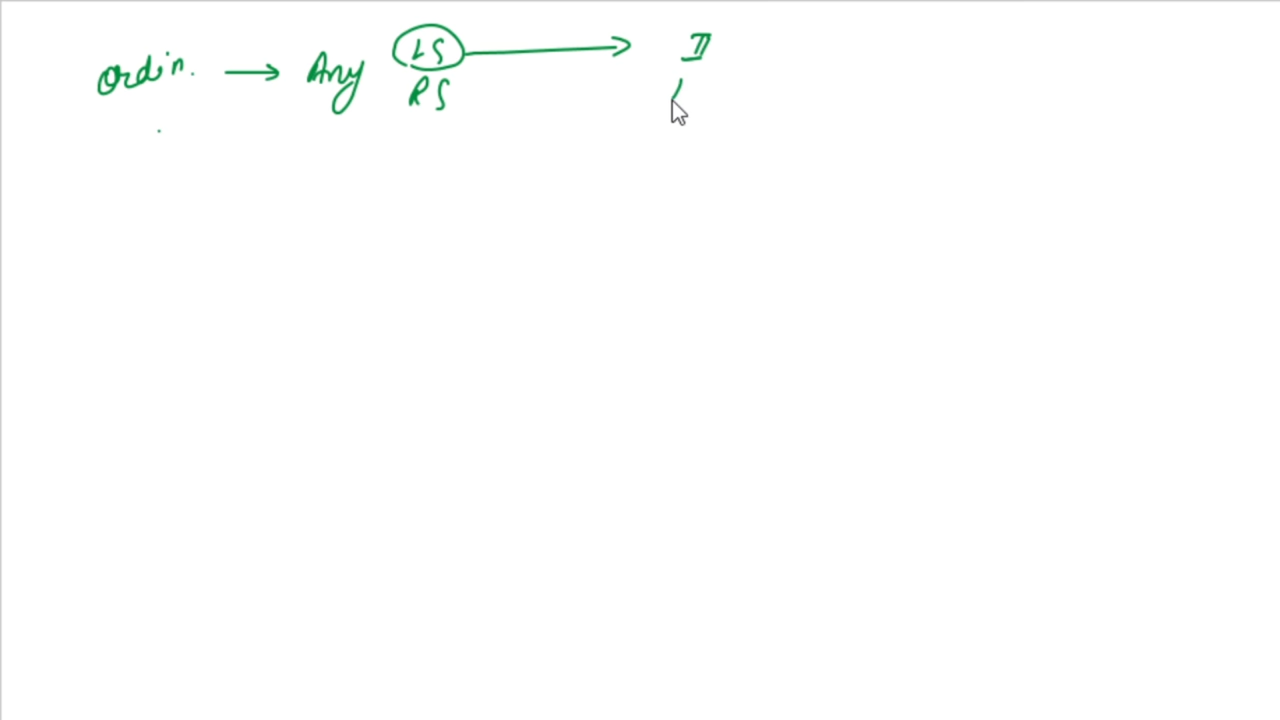 Ordin. → Any LS → II
RS